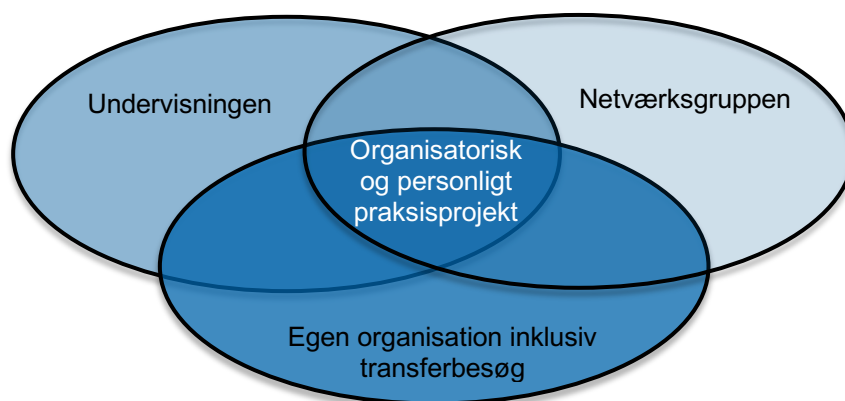 Undervisningen
Netværksgruppen
Organisatorisk
og personligt
praksisprojekt
Egen organisation inklusiv
transferbesøg